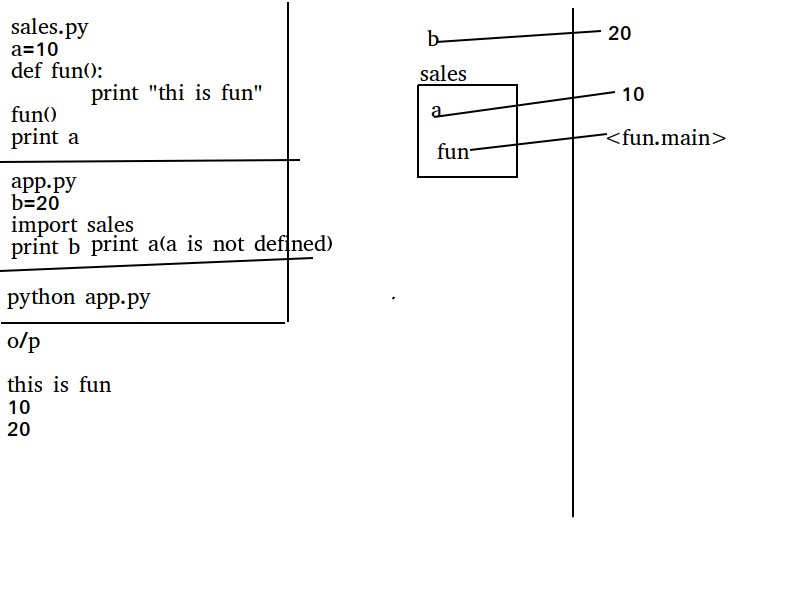 sales.py
a=10
def fun():
print "thi is fun"
fun()
print a
app.py
b=20
import sales
print b print a(a is not defined)
python app.py
o/p
this is fun
10
20
b 20
sales
a 10
fun <fun.main>